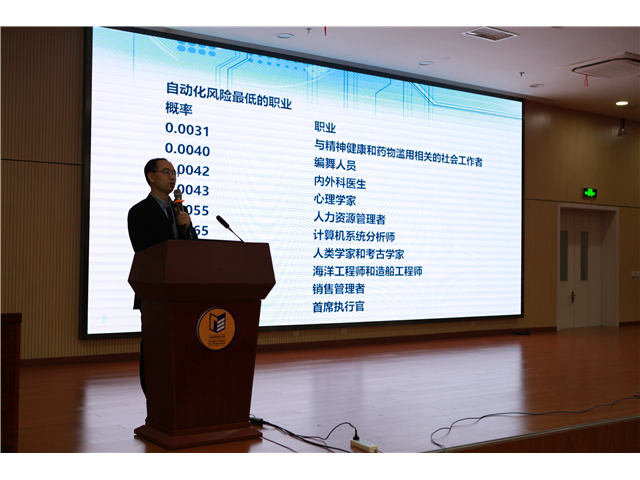 自动化风险最低的职业
概率
0.0031
0.0040
0042
0043
055
65
职业
与精神健康和药物滥用相关的社会工作者
编舞人员
内外科医生
心理学家
人力资源管理者
计算机系统分析师
人类学家和考古学家
海洋工程师和造船工程师
销售管理者
首席执行官